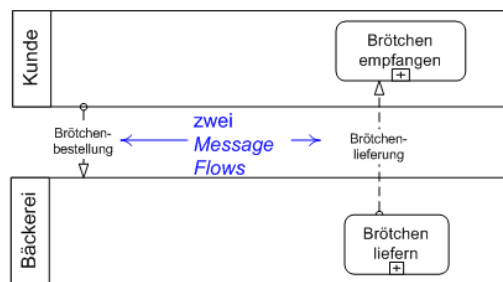 Kunde
Brötchen
empfangen
Brötchen-
bestellung
zwei
Message
Flows
Brötchen-
lieferung
Bäckerei
Brötchen
liefern